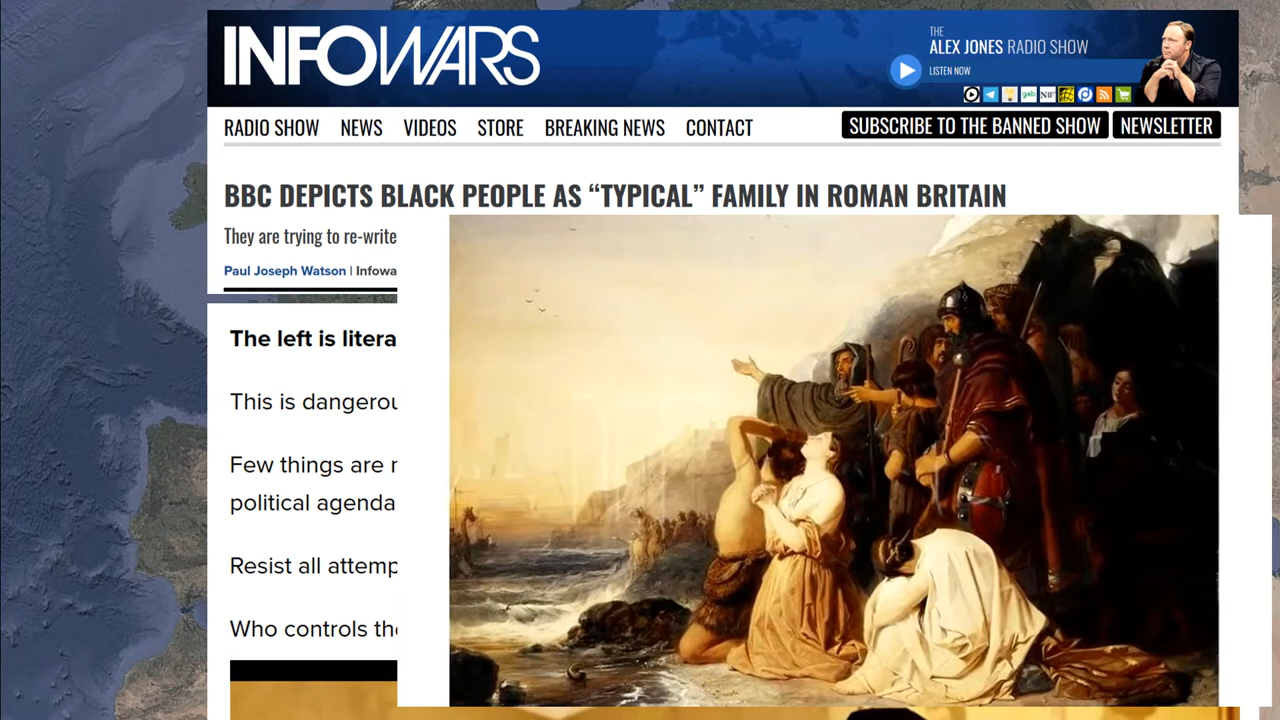 INFOWARS
THE
ALEX JONES RADIO SHOW
LISTEN NOW
RADIO SHOW NEWS VIDEOS STORE BREAKING NEWS CONTACT
SUBSCRIBE TO THE BANNED SHOW NEWSLETTER
BBC DEPICTS BLACK PEOPLE AS “TYPICAL” FAMILY IN ROMAN BRITAIN
They are trying to re-write
Paul Joseph Watson | Infowa
The left is litera
This is dangerou
Few things are r
political agenda
Resist all attemp
Who controls the